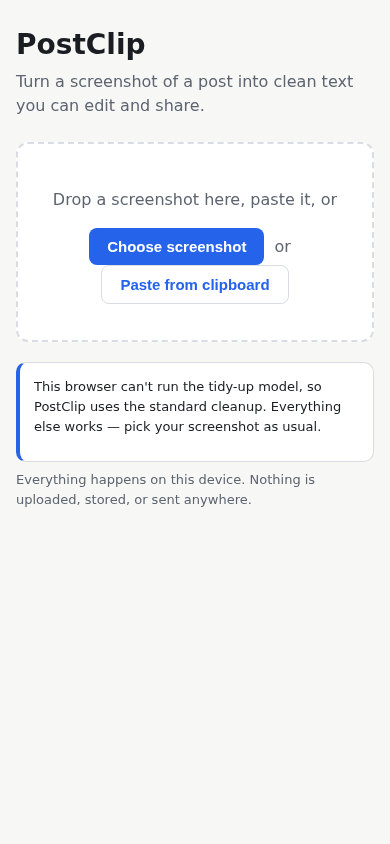 PostClip
Turn a screenshot of a post into clean text
you can edit and share.
Drop a screenshot here, paste it, or
Choose screenshot or
Paste from clipboard
This browser can't run the tidy-up model, so
PostClip uses the standard cleanup. Everything
else works — pick your screenshot as usual.
Everything happens on this device. Nothing is
uploaded, stored, or sent anywhere.